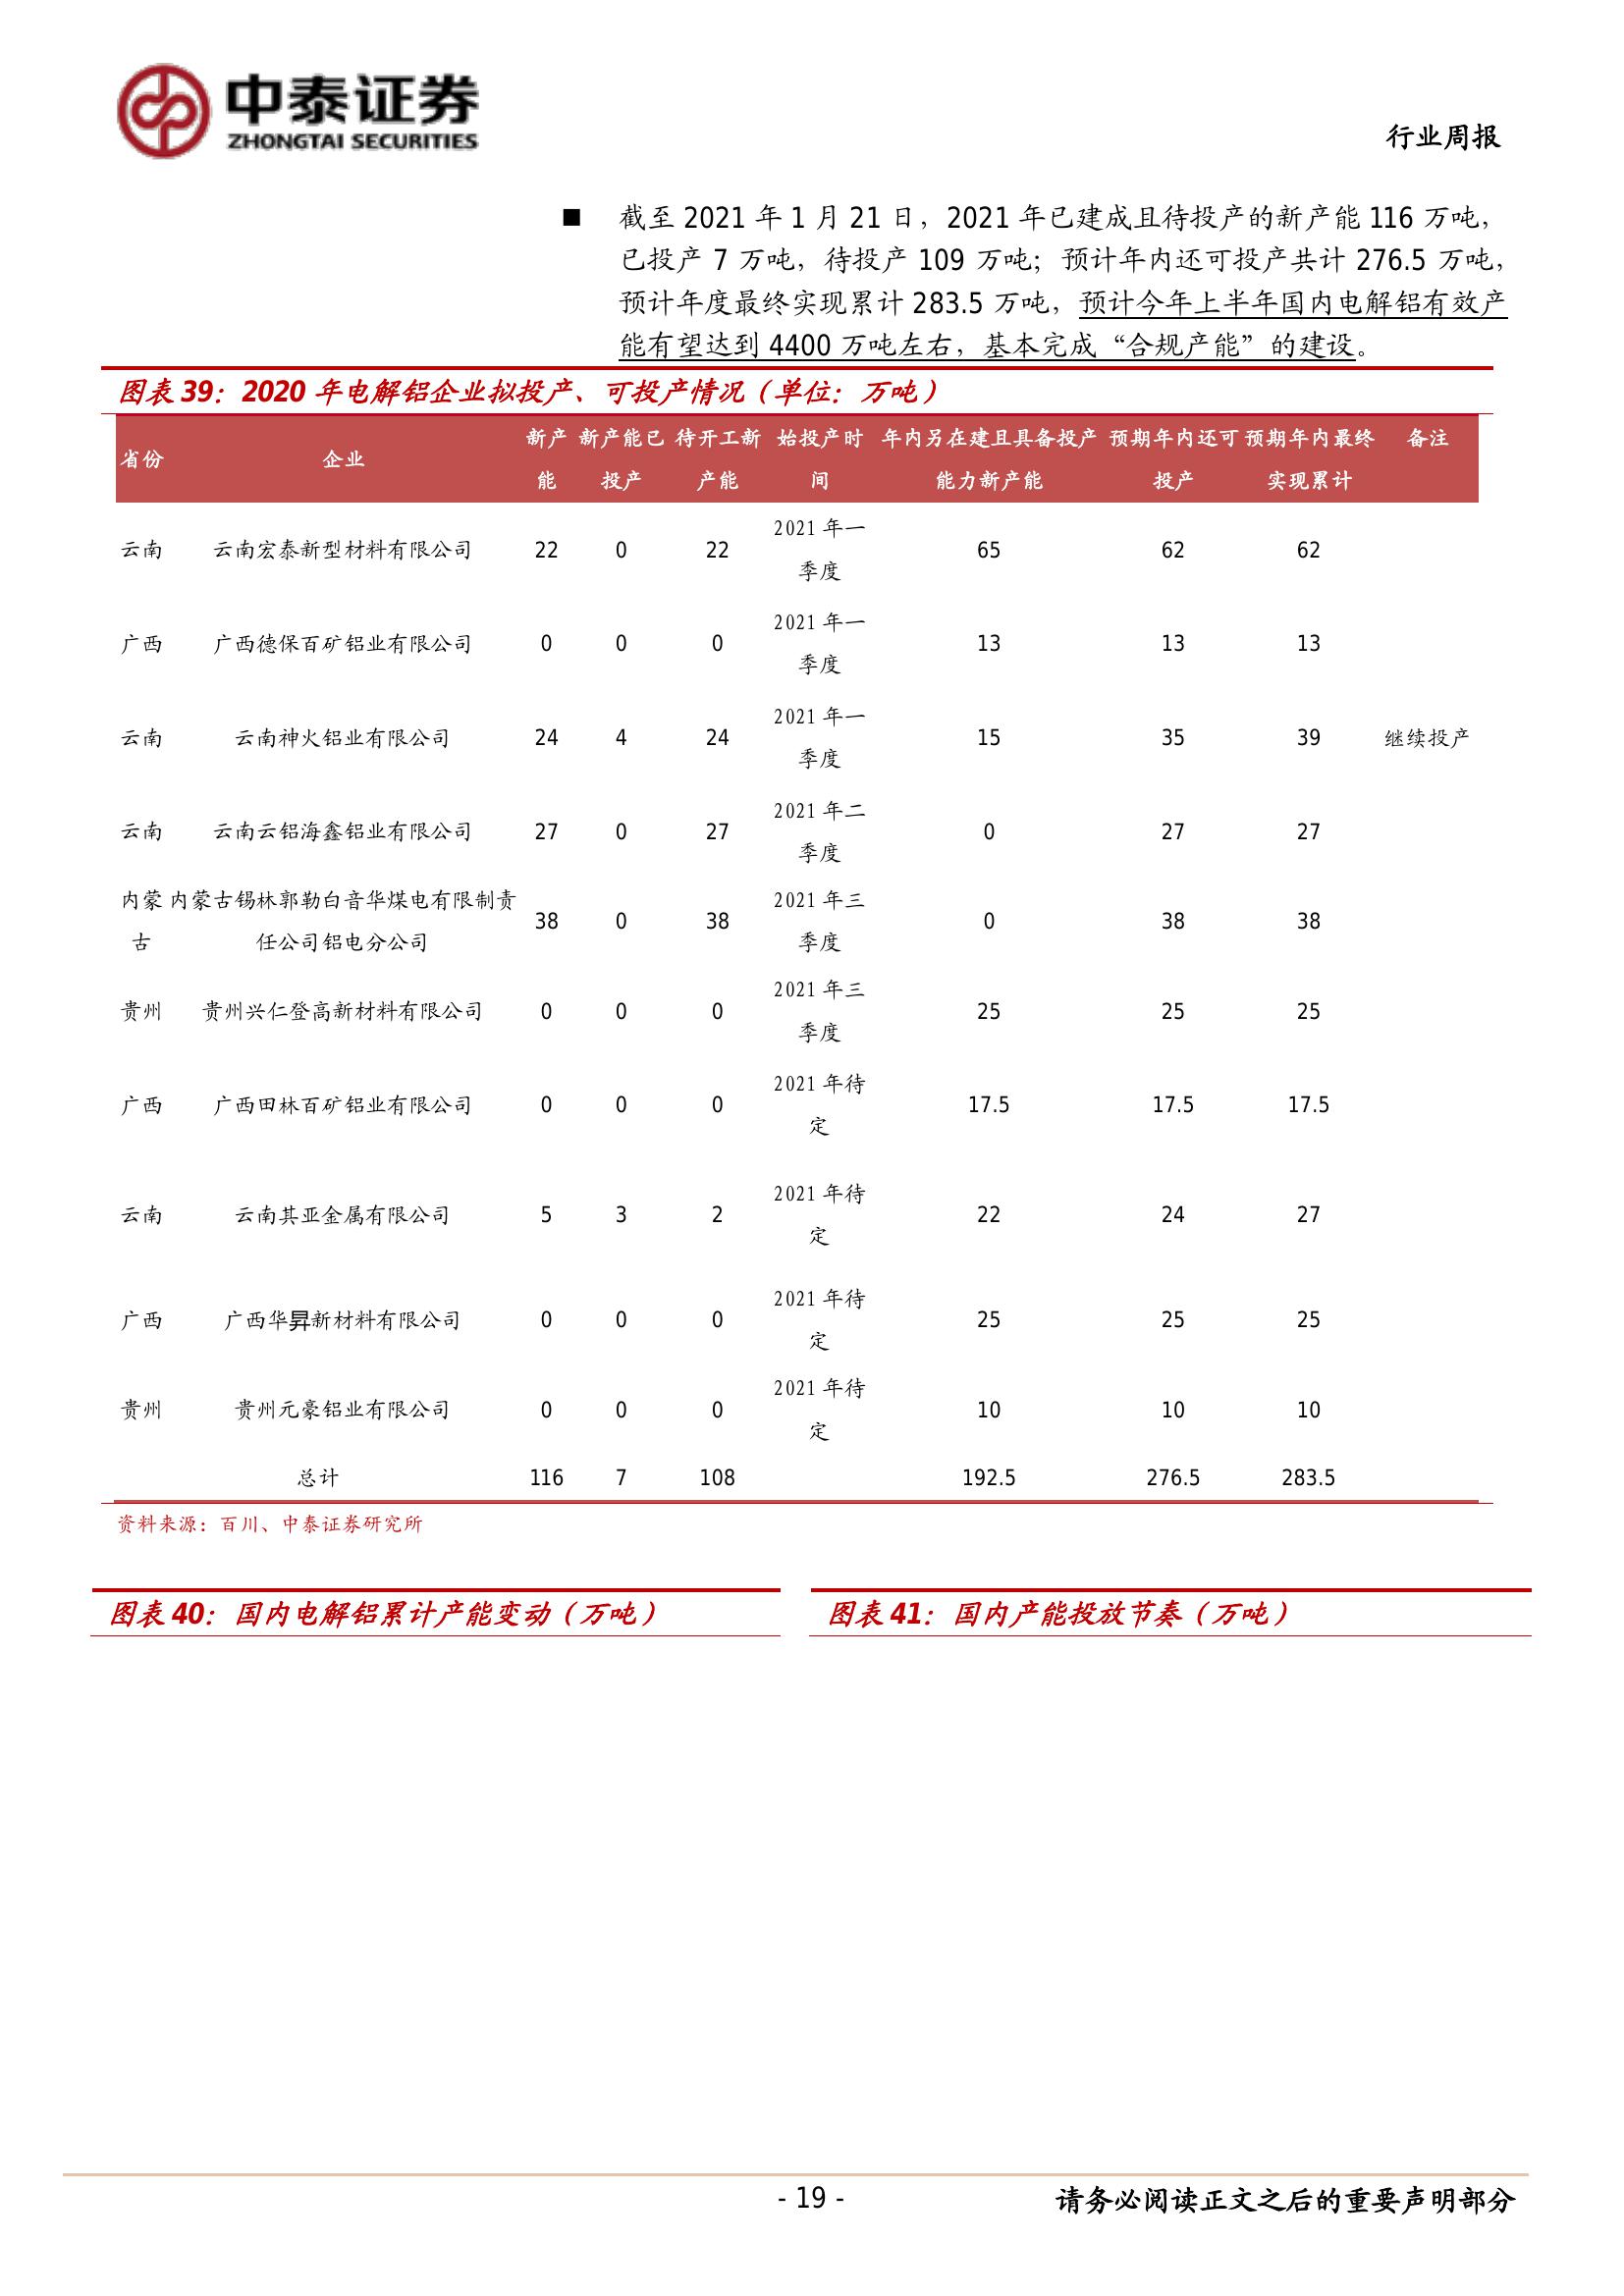 中泰证券
ZHONGTAI SECURITIES
行业周报
■ 截至 2021 年 1 月 21 日，2021 年已建成且待投产的新产能 116 万吨，
已投产 7 万吨，待投产 109 万吨；预计年内还可投产共计 276.5 万吨，
预计年度最终实现累计 283.5 万吨，预计今年上半年国内电解铝有效产
能有望达到 4400 万吨左右，基本完成“合规产能”的建设。
图表 39：2020 年电解铝企业拟投产、可投产情况（单位：万吨）
省份 企业 新产能 新产能已投产 待开工新产能 始投产时间 年内另在建且具备投产能力新产能 预期年内还可投产 预期年内最终实现累计 备注
云南 云南宏泰新型材料有限公司 22 0 22 2021 年一季度 65 62 62
广西 广西德保百矿铝业有限公司 0 0 0 2021 年一季度 13 13 13
云南 云南神火铝业有限公司 24 4 24 2021 年一季度 15 35 39 继续投产
云南 云南云铝海鑫铝业有限公司 27 0 27 2021 年二季度 0 27 27
内蒙古 内蒙古锡林郭勒白音华煤电有限制责任公司铝电分公司 38 0 38 2021 年三季度 0 38 38
贵州 贵州兴仁登高新材料有限公司 0 0 0 2021 年三季度 25 25 25
广西 广西田林百矿铝业有限公司 0 0 0 2021 年待定 17.5 17.5 17.5
云南 云南其亚金属有限公司 5 3 2 2021 年待定 22 24 27
广西 广西华昇新材料有限公司 0 0 0 2021 年待定 25 25 25
贵州 贵州元豪铝业有限公司 0 0 0 2021 年待定 10 10 10
总计 116 7 108 192.5 276.5 283.5
资料来源：百川、中泰证券研究所
图表 40：国内电解铝累计产能变动（万吨）
图表 41：国内产能投放节奏（万吨）
- 19 -
请务必阅读正文之后的重要声明部分